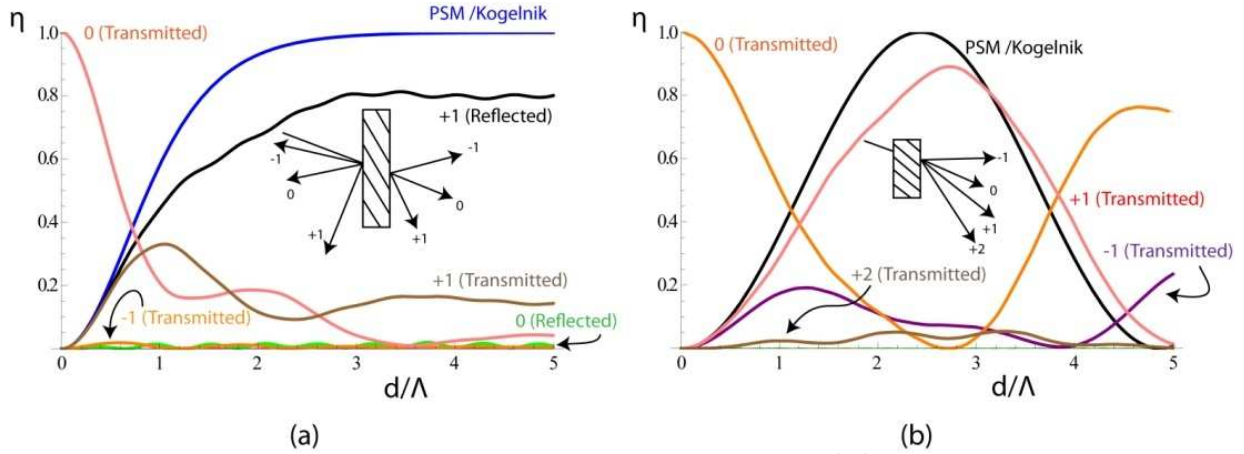 η
PSM /Kogelnik
0 (Transmitted)
1.0
0.8
0.6
0.4
0.2
+1 (Reflected)
-1
0
+1
-1
0
+1
+1 (Transmitted)
-1 (Transmitted)
0 (Reflected)
0 1 2 3 4 5
d/Λ
(a)
η
0 (Transmitted)
PSM /Kogelnik
1.0
0.8
0.6
0.4
0.2
-1
0
+1
+2
+1 (Transmitted)
-1 (Transmitted)
+2 (Transmitted)
0 1 2 3 4 5
d/Λ
(b)